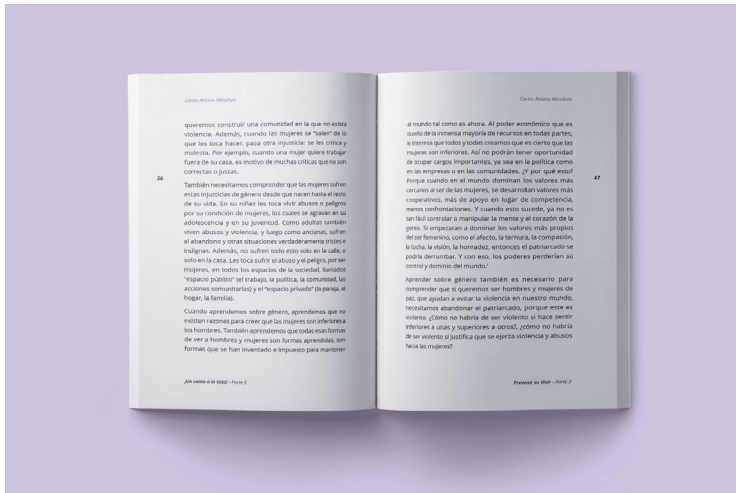 Carlos Aldana Mendoza
queremos construir una comunidad en la que no exista
violencia. Además, cuando las mujeres se "salen" de lo
que les toca hacer, pasa otra injusticia: se les critica y
molesta. Por ejemplo, cuando una mujer quiere trabajar
fuera de su casa, es motivo de muchas críticas que no son
correctas o justas.
26
También necesitamos comprender que las mujeres sufren
estas injusticias de género desde que nacen hasta el resto
de su vida. En su niñez les toca vivir abusos o peligros
por su condición de mujeres, los cuales se agravan en su
adolescencia y en su juventud. Como adultas también
viven abusos y violencia, y luego como ancianas, sufren
el abandono y otras situaciones verdaderamente tristes e
indignas. Además, no sufren todo esto solo en la calle, o
solo en la casa. Les toca sufrir el abuso y el peligro, por ser
mujeres, en todos los espacios de la sociedad, llamados
"espacio público" (el trabajo, la política, la comunidad, las
acciones comunitarias) y el "espacio privado" (la pareja, el
hogar, la familia).
Cuando aprendemos sobre género, aprendemos que no
existen razones para creer que las mujeres son inferiores a
los hombres. También aprendemos que todas esas formas
de ver a hombres y mujeres son formas aprendidas, son
formas que se han inventado e impuesto para mantener
¡Un canto a la Vida! - Parte 3
Carlos Aldana Mendoza
al mundo tal como es ahora. Al poder económico que es
dueño de la inmensa mayoría de recursos en todas partes,
le interesa que todos y todas creamos que es cierto que las
mujeres son inferiores. Así no podrán tener oportunidad
de ocupar cargos importantes, ya sea en la política como
en las empresas o en las comunidades. ¿Y por qué esto?
27
Porque cuando en el mundo dominan los valores más
cercanos al ser de las mujeres, se desarrollan valores más
cooperativos, más de apoyo en lugar de competencia,
menos confrontaciones. Y cuando esto sucede, ya no es
tan fácil controlar o manipular la mente y el corazón de la
gente. Si empezaran a dominar los valores más propios
del ser femenino, como el afecto, la ternura, la compasión,
la lucha, la visión, la honradez, entonces el patriarcado se
podría derrumbar. Y con eso, los poderes perderían su
control y dominio del mundo.
Aprender sobre género también es necesario para
comprender que si queremos ser hombres y mujeres de
paz, que ayudan a evitar la violencia en nuestro mundo,
necesitamos abandonar el patriarcado, porque este es
violento. ¿Cómo no habría de ser violento si hace sentir
inferiores a unas y superiores a otros?, ¿cómo no habría
de ser violento si justifica que se ejerza violencia y abusos
hacia las mujeres?
Prevenir es Vivir - Parte 3